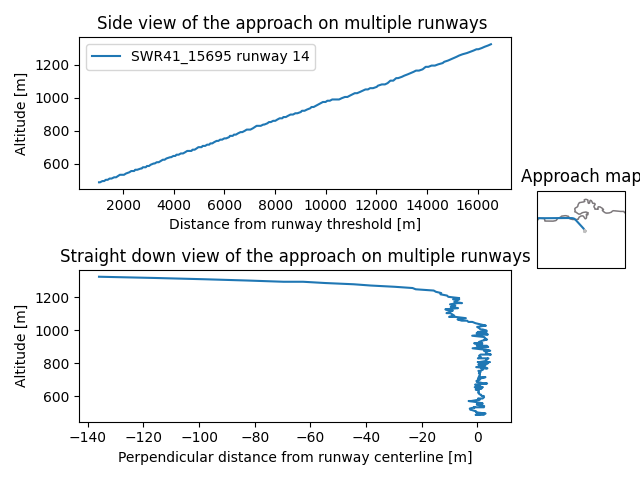 Side view of the approach on multiple runways
SWR41_15695 runway 14
Altitude [m]
1200
1000
800
600
2000 4000 6000 8000 10000 12000 14000 16000
Distance from runway threshold [m]
Approach map
Straight down view of the approach on multiple runways
Altitude [m]
1200
1000
800
600
−140 −120 −100 −80 −60 −40 −20 0
Perpendicular distance from runway centerline [m]